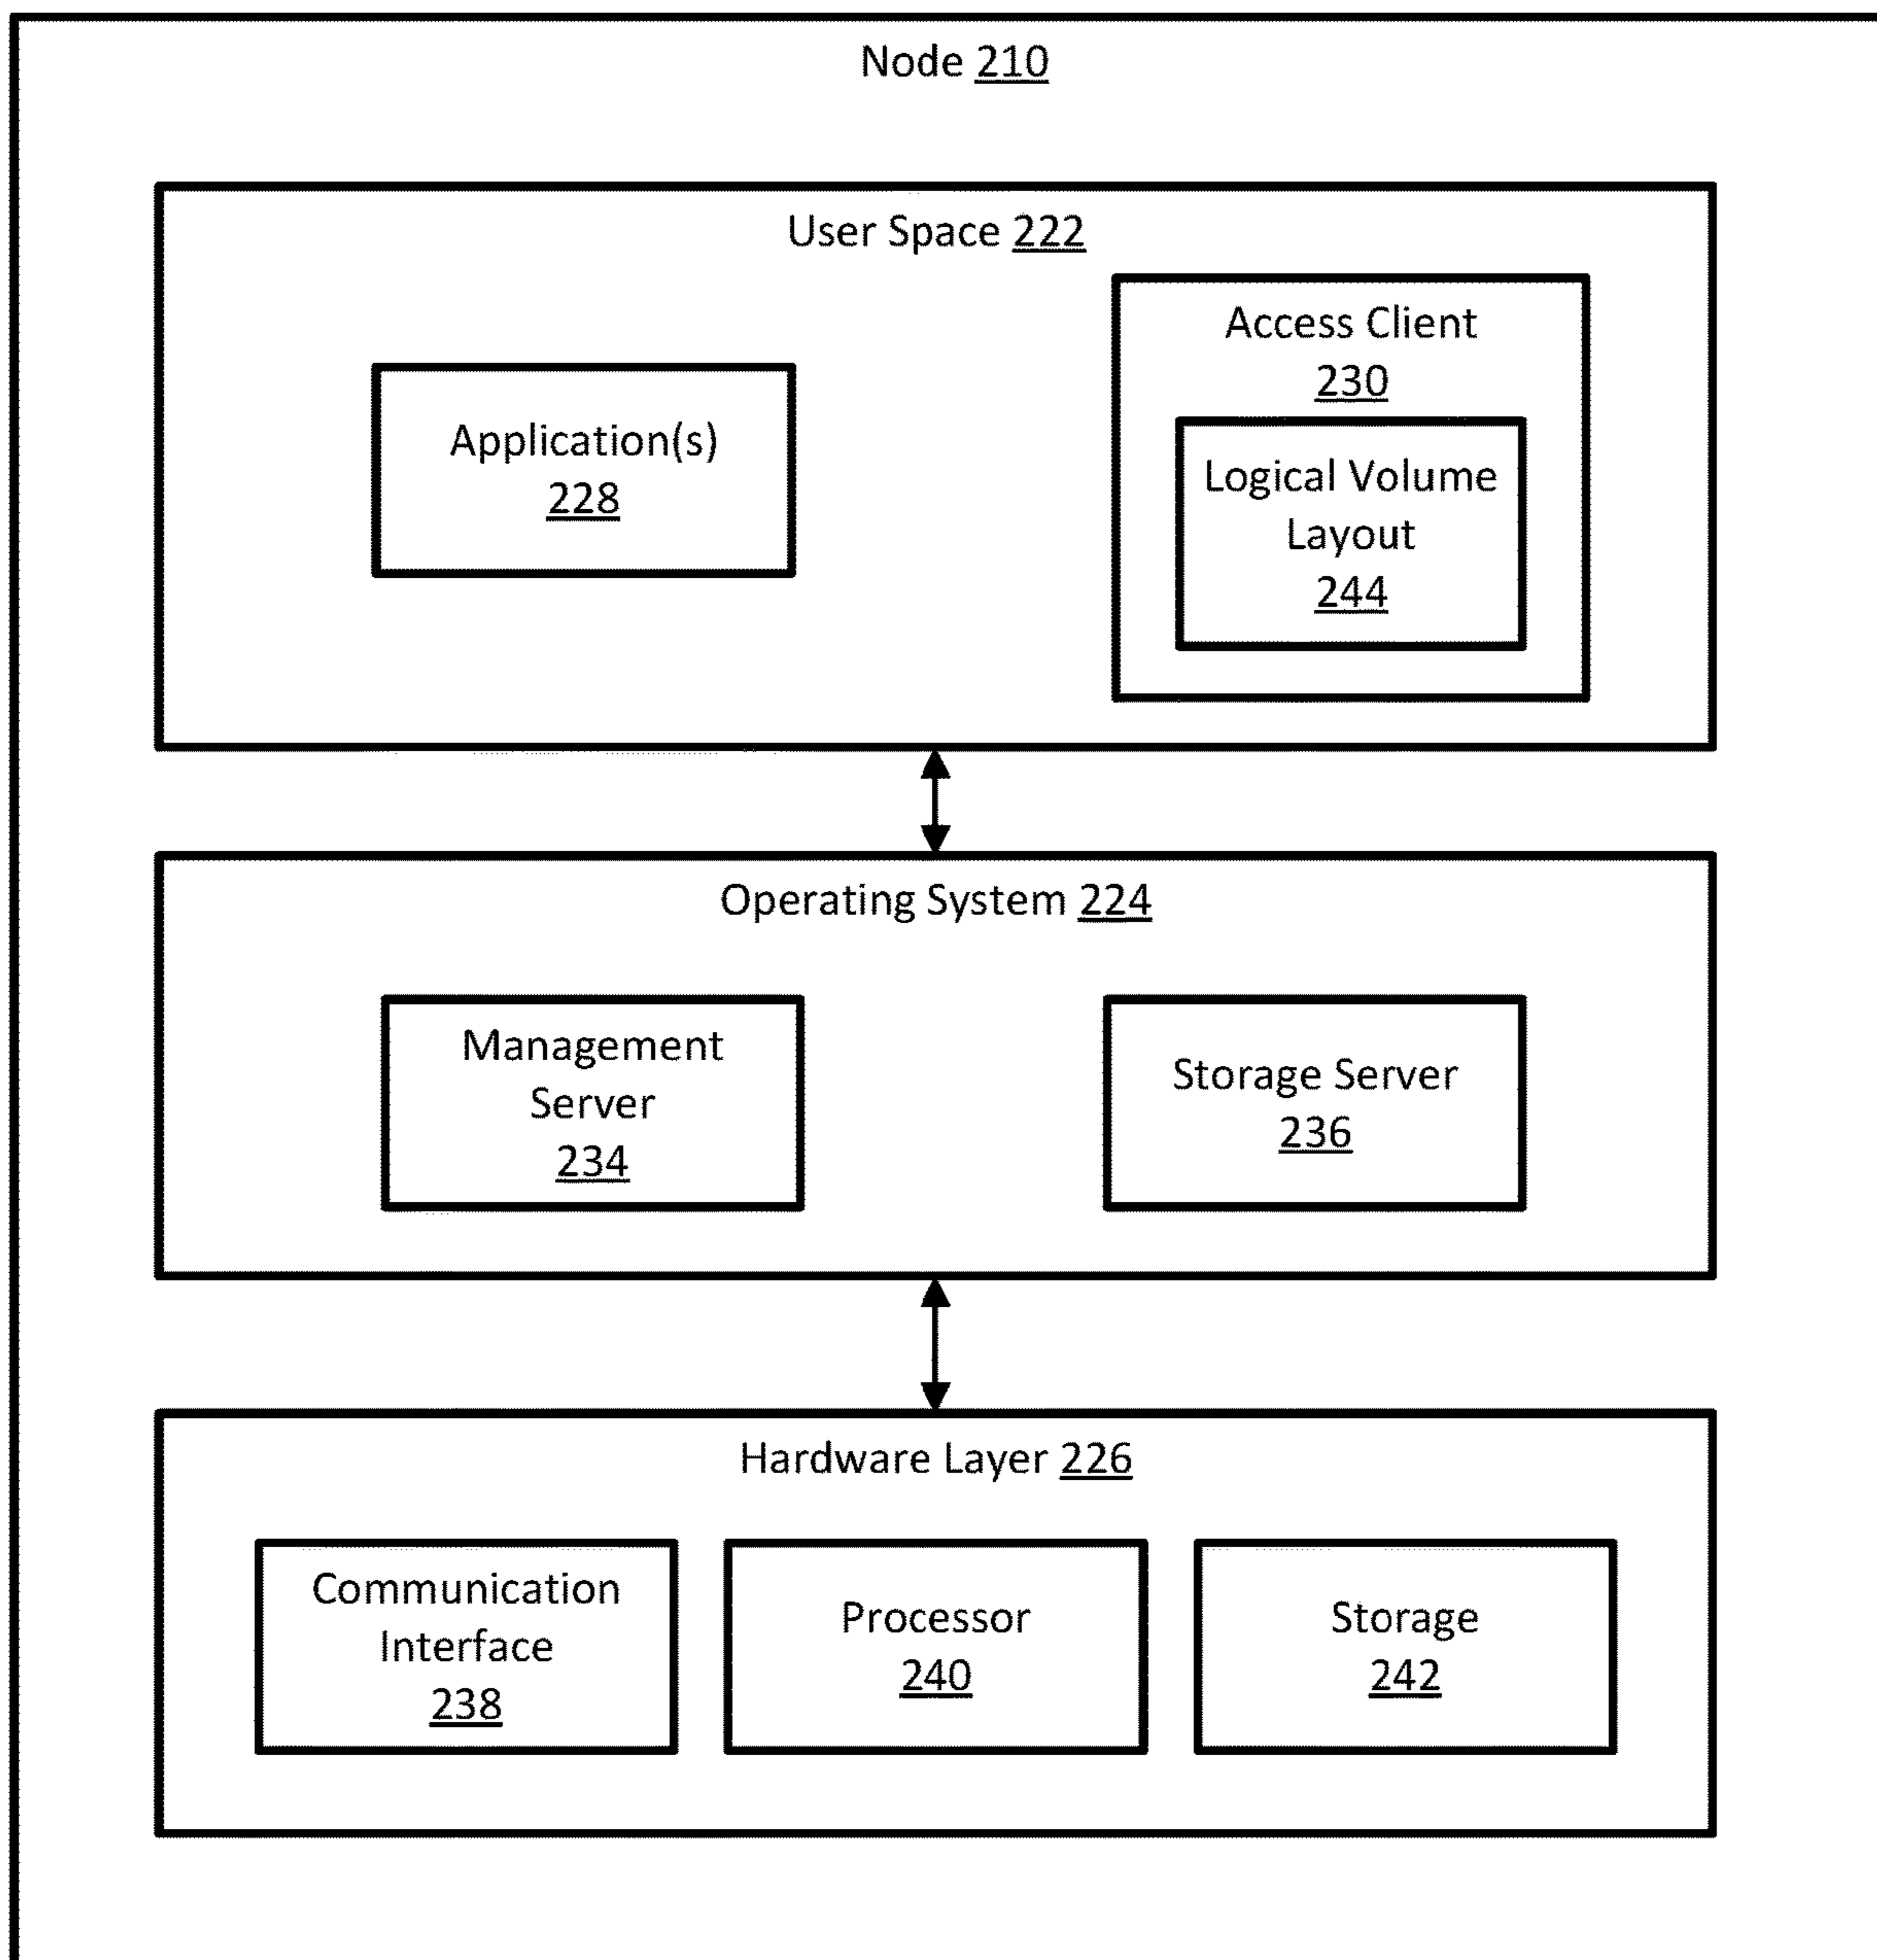 Node 210
User Space 222
Application(s)
228
Access Client
230
Logical Volume
Layout
244
Operating System 224
Management
Server
234
Storage Server
236
Hardware Layer 226
Communication
Interface
238
Processor
240
Storage
242